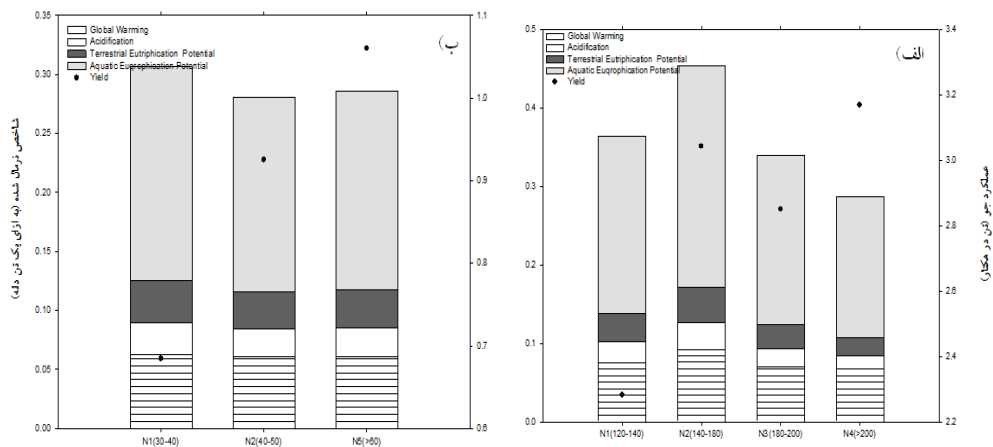 Global Warming
Acidification
Terrestrial Eutriphication Potential
Aquatic Euqrophication Potential
Yield
ب)
0.35
0.30
0.25
0.20
0.15
0.10
0.05
0.00
1.1
1.0
0.9
0.8
0.7
0.6
N1(30-40)
N2(40-50)
N5(>60)
شاخص نرمال شده (به ازای یک تن دانه)
Global Warming
Acidification
Terrestrial Eutriphication Potential
Aquatic Euqrophication Potential
Yield
الف)
0.5
0.4
0.3
0.2
0.1
0.0
3.4
3.2
3.0
2.8
2.6
2.4
2.2
N1(120-140)
N2(140-180)
N3(180-200)
N4(>200)
عملکرد جو (تن در هکتار)